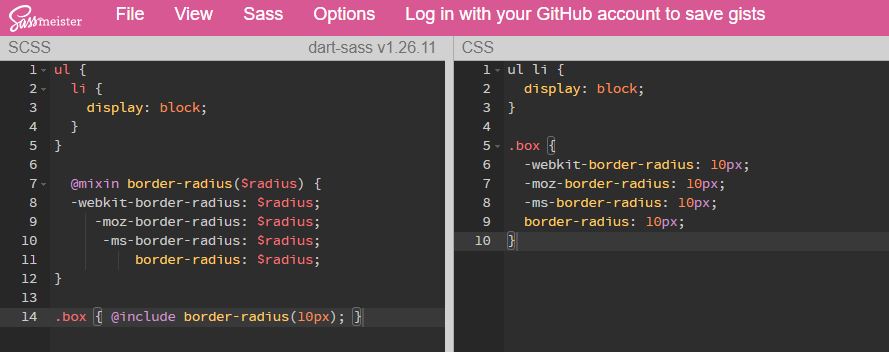 Sassmeister File View Sass Options Log in with your GitHub account to save gists
SCSS dart-sass v1.26.11
1 ul {
2 li {
3 display: block;
4 }
5 }
6
7 @mixin border-radius($radius) {
8 -webkit-border-radius: $radius;
9 -moz-border-radius: $radius;
10 -ms-border-radius: $radius;
11 border-radius: $radius;
12 }
13
14 .box { @include border-radius(10px); }
CSS
1 ul li {
2 display: block;
3 }
4
5 .box {
6 -webkit-border-radius: 10px;
7 -moz-border-radius: 10px;
8 -ms-border-radius: 10px;
9 border-radius: 10px;
10 }